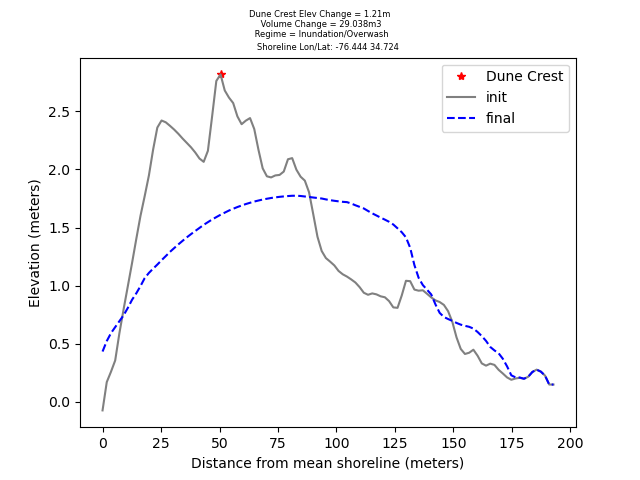 Dune Crest Elev Change = 1.21m
Volume Change = 29.038m3
Regime = Inundation/Overwash
Shoreline Lon/Lat: -76.444 34.724
Dune Crest
init
final
Elevation (meters)
2.5
2.0
1.5
1.0
0.5
0.0
0 25 50 75 100 125 150 175 200
Distance from mean shoreline (meters)